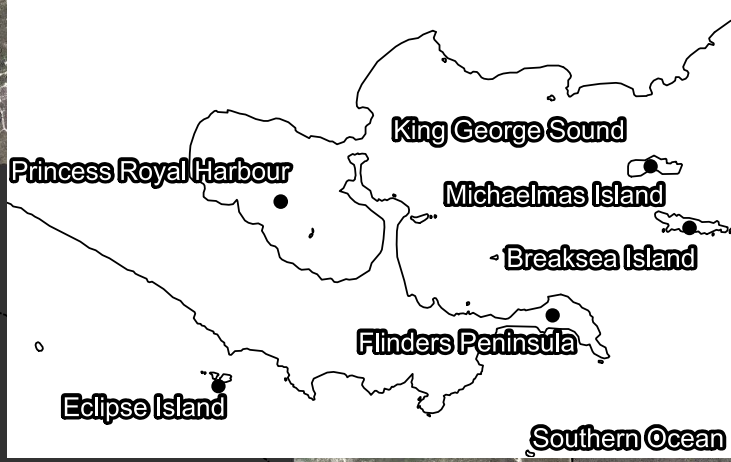 King George Sound
Princess Royal Harbour
Michaelmas Island
Breaksea Island
Flinders Peninsula
Eclipse Island
Southern Ocean